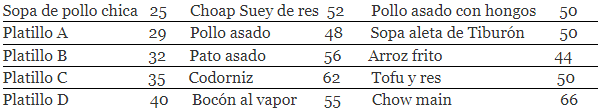 Sopa de pollo chica 25 Choap Suey de res 52 Pollo asado con hongos 50
Platillo A 29 Pollo asado 48 Sopa aleta de Tiburón 50
Platillo B 32 Pato asado 56 Arroz frito 44
Platillo C 35 Codorniz 62 Tofu y res 50
Platillo D 40 Bocón al vapor 55 Chow main 66